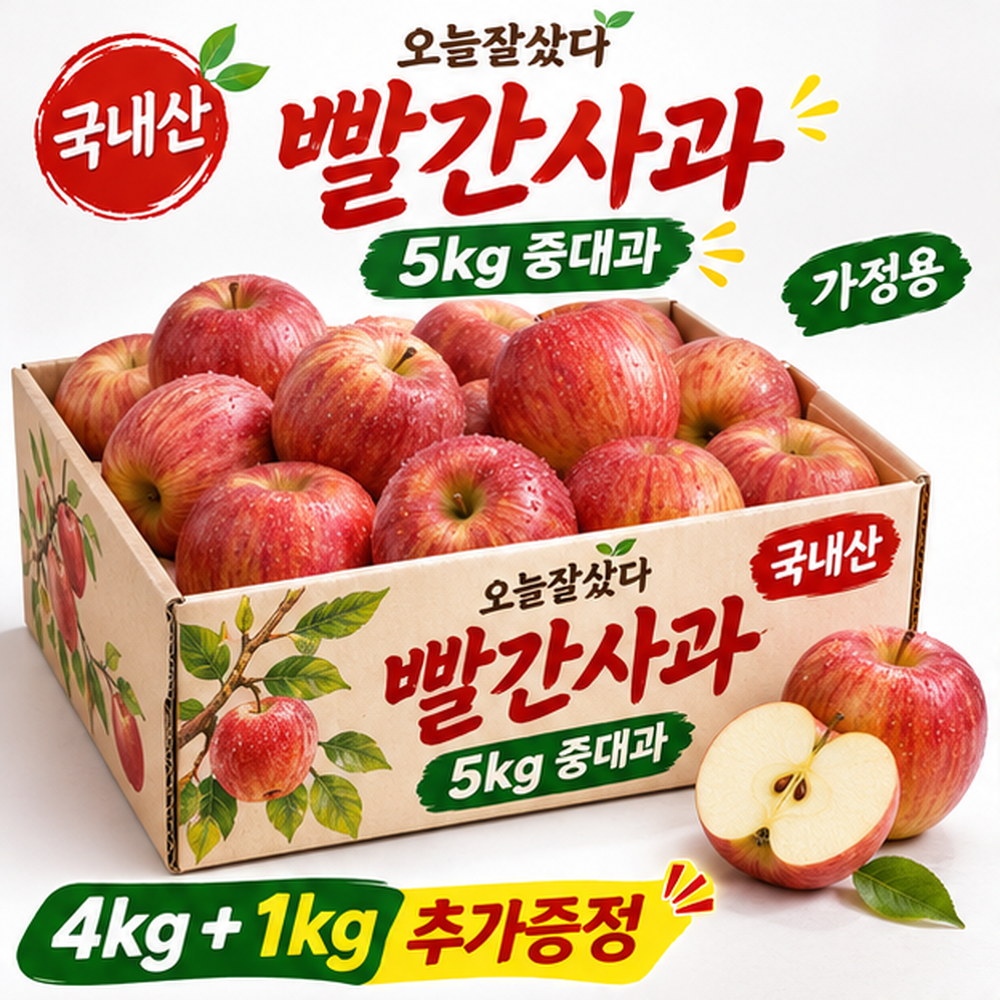 국내산
오늘잘샀다
빨간사과
5kg 중대과
가정용
국내산
오늘잘샀다
빨간사과
5kg 중대과
4kg + 1kg 추가증정